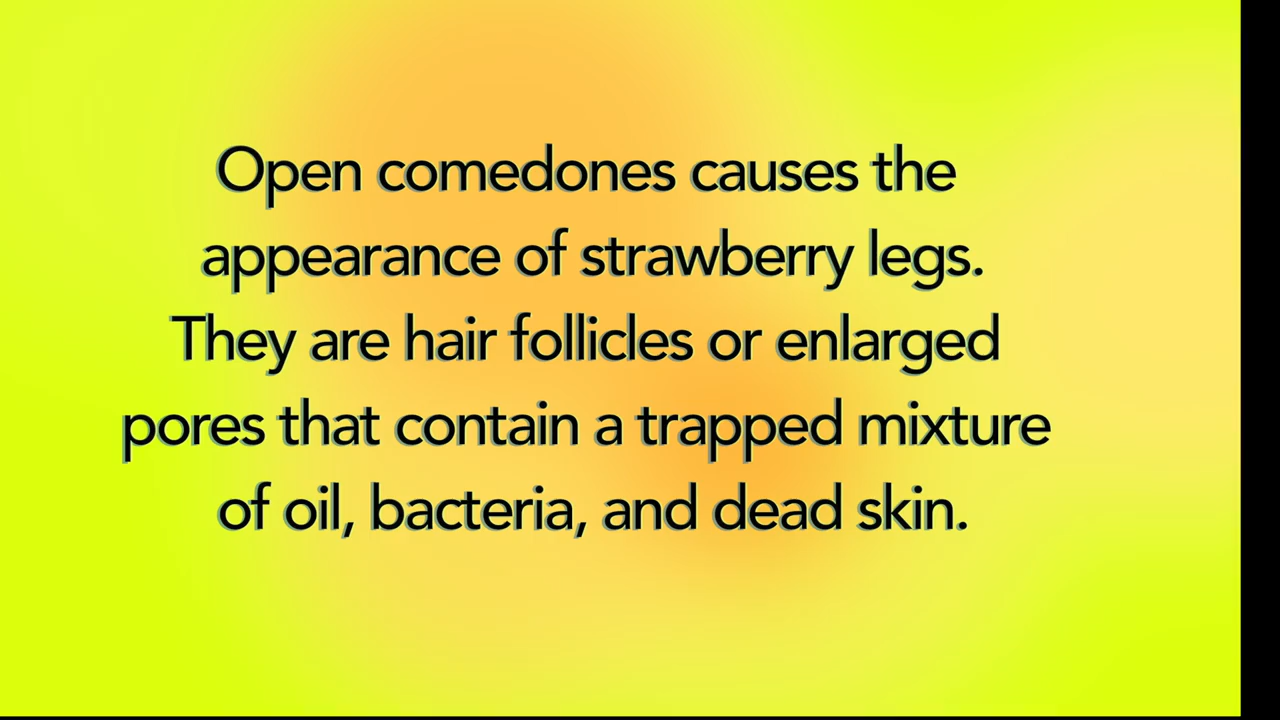 Open comedones causes the
appearance of strawberry legs.
They are hair follicles or enlarged
pores that contain a trapped mixture
of oil, bacteria, and dead skin.